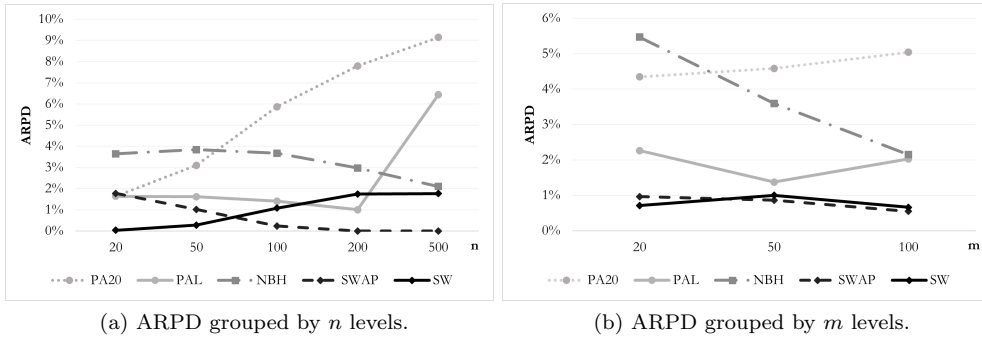 10%
9%
8%
7%
6%
5%
4%
3%
2%
1%
0%
ARPD
20 50 100 200 500 n
PA20 PAL NBH SWAP SW
(a) ARPD grouped by n levels.
6%
5%
4%
3%
2%
1%
0%
ARPD
20 50 100 m
PA20 PAL NBH SWAP SW
(b) ARPD grouped by m levels.